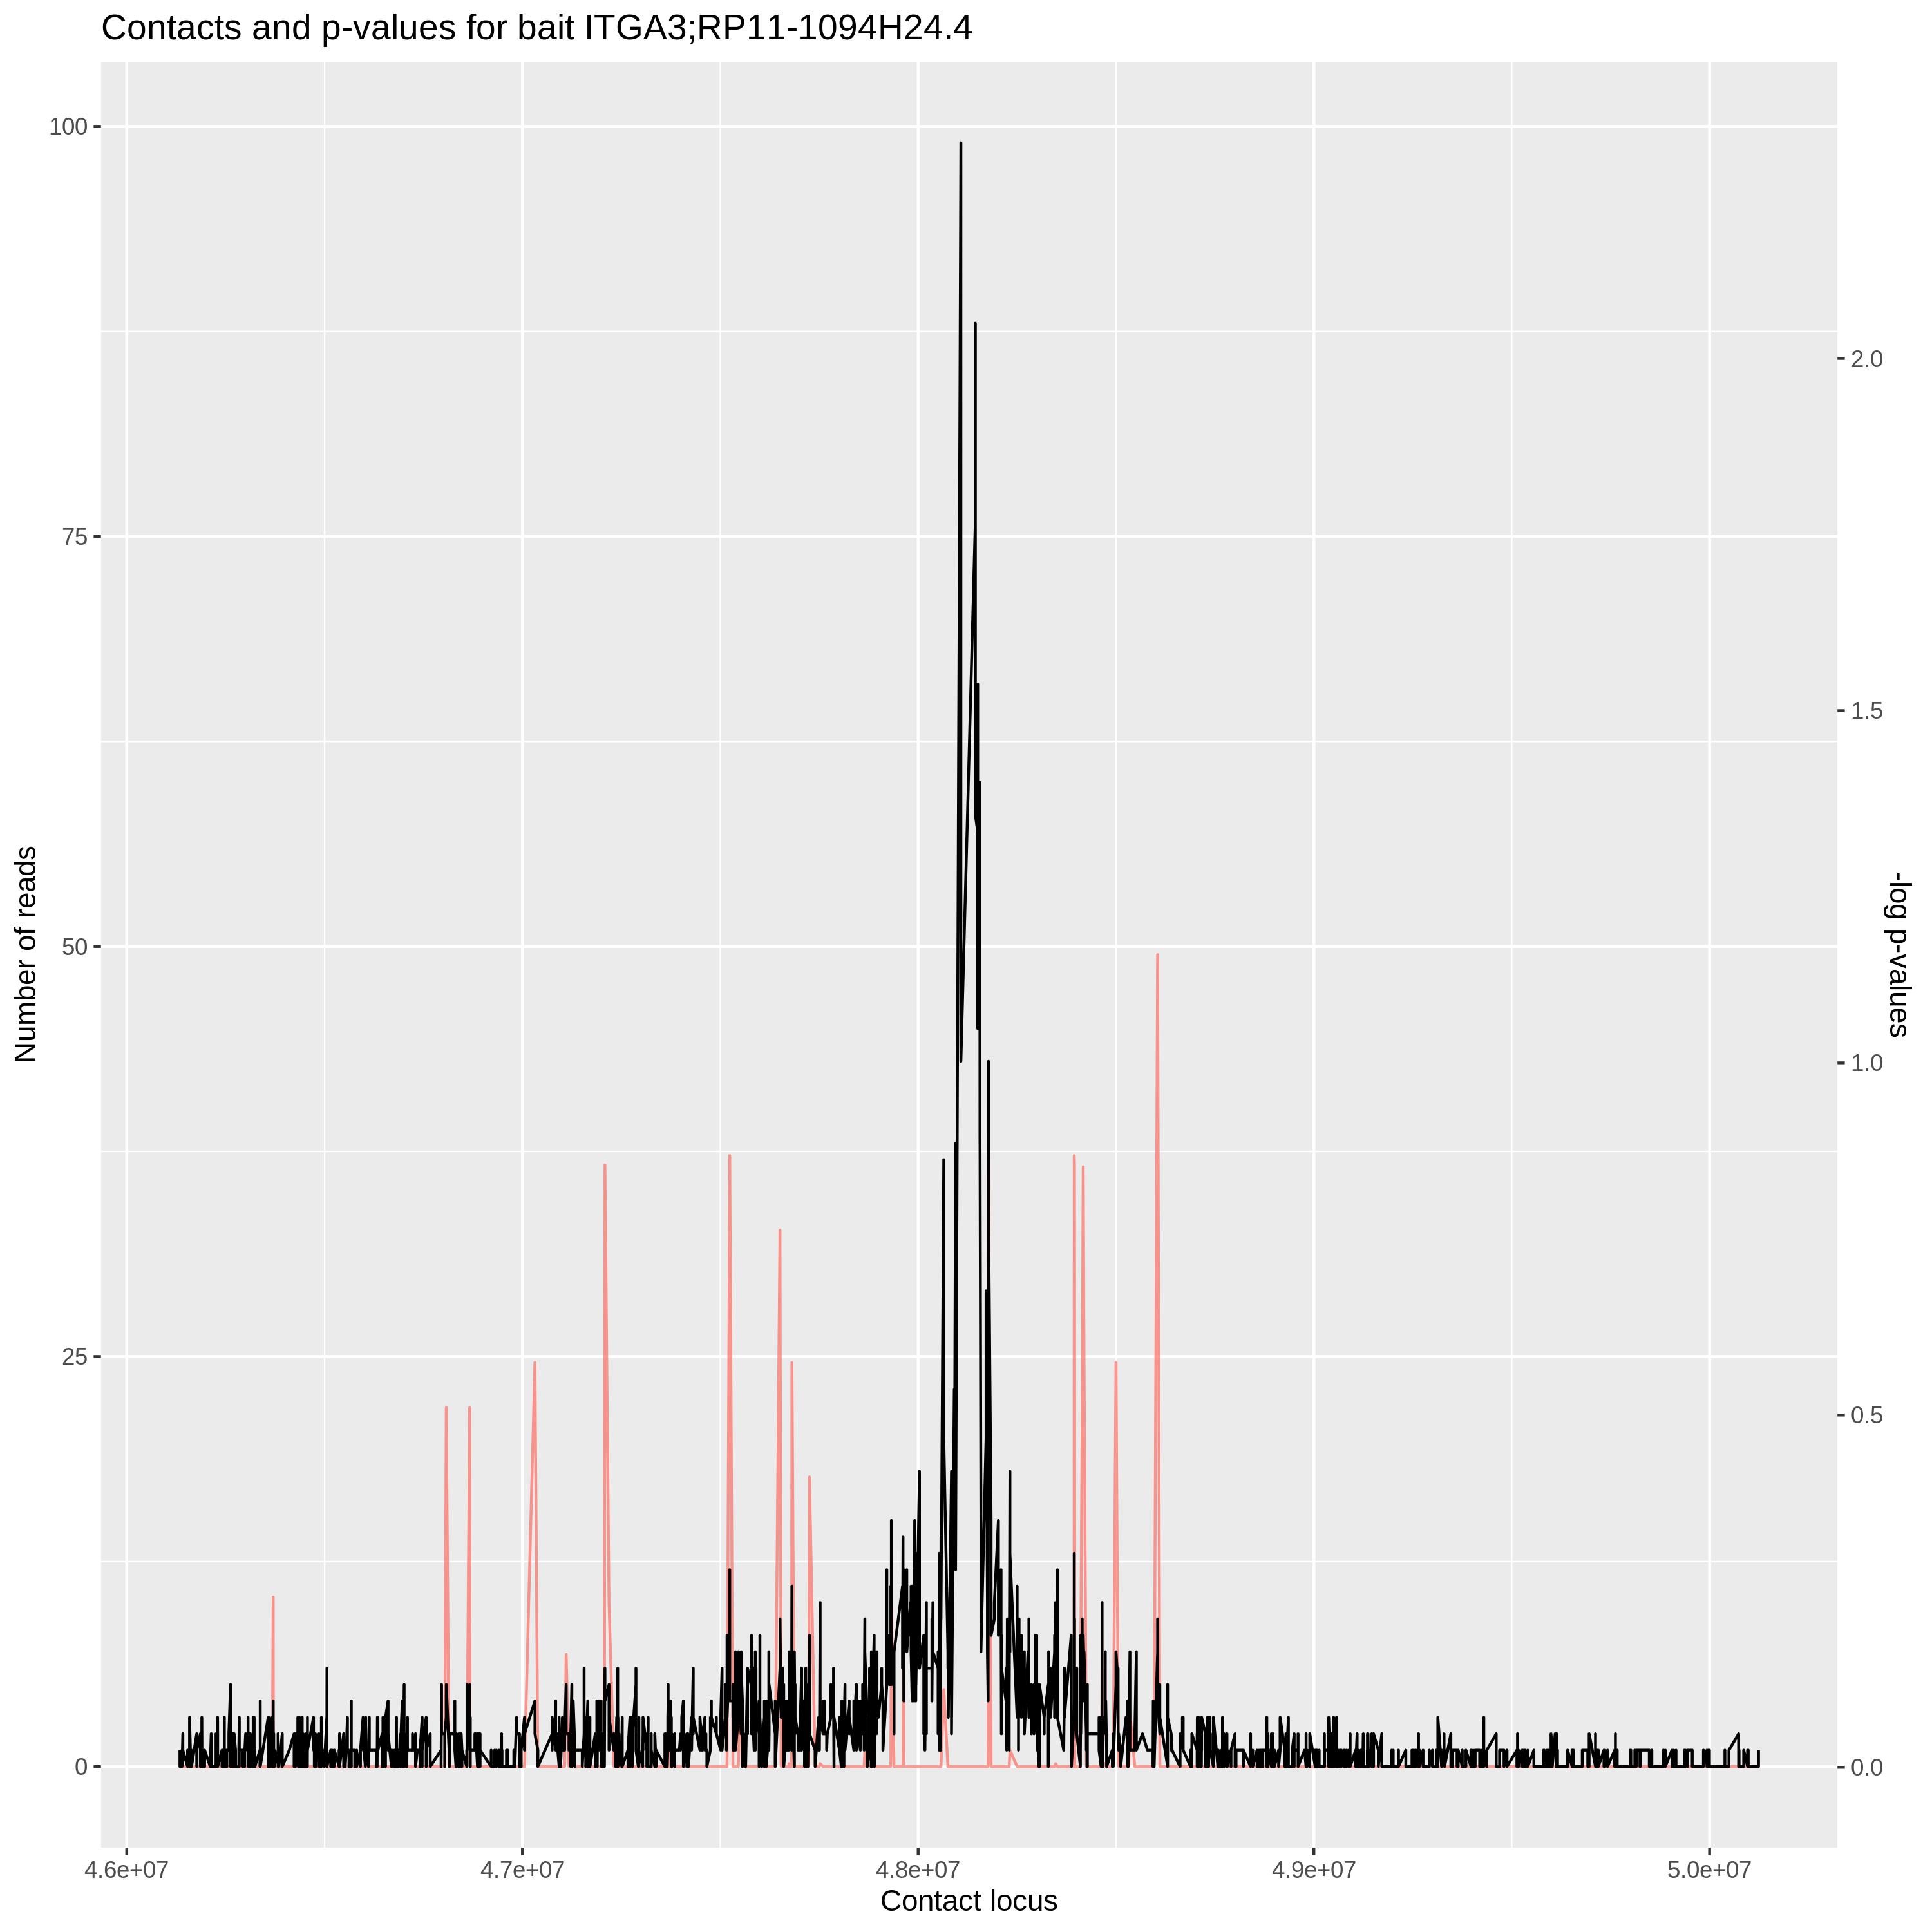 Contacts and p-values for bait ITGA3;RP11-1094H24.4
100
75
50
25
0
Number of reads
2.0
1.5
1.0
0.5
0.0
-log p-values
4.6e+07 4.7e+07 4.8e+07 4.9e+07 5.0e+07
Contact locus